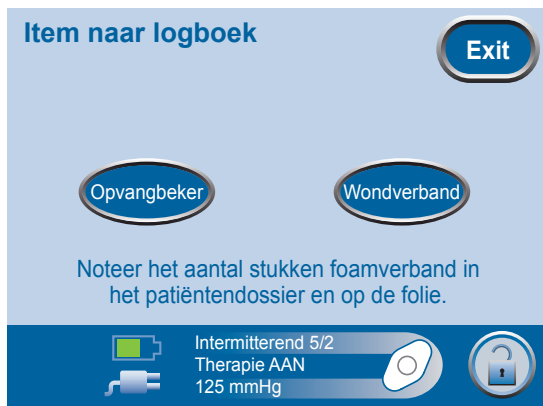 Item naar logboek
Exit
Opvangbeker
Wondverband
Noteer het aantal stukken foamverband in
het patiëntendossier en op de folie.
Intermitterend 5/2
Therapie AAN
125 mmHg